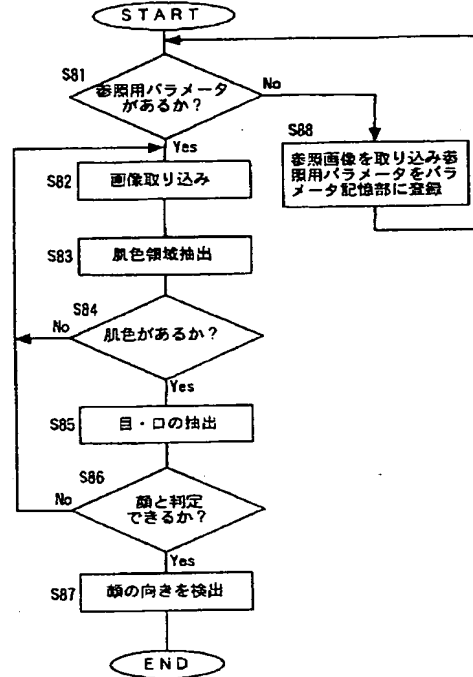 START
S81
参照用パラメータ
があるか？
No
Yes
S88
参照画像を取り込み参
照用パラメータをパラ
メータ記憶部に登録
S82
画像取り込み
S83
肌色領域抽出
S84
No
肌色があるか？
Yes
S85
目・口の抽出
S86
No
顔と判定
できるか？
Yes
S87
顔の向きを検出
END